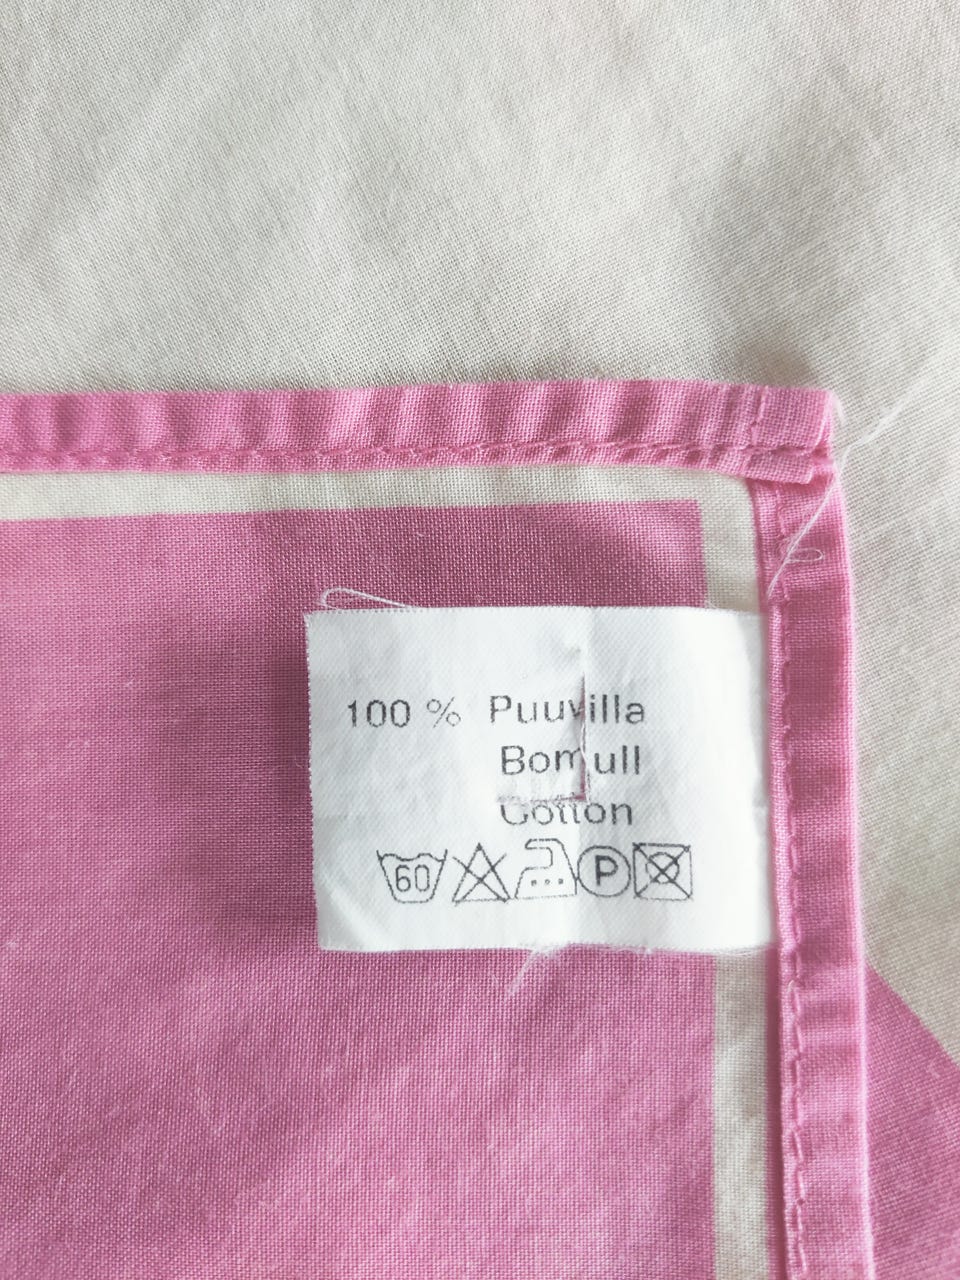 100 % Puuvilla
Bomull
Cotton
60 P